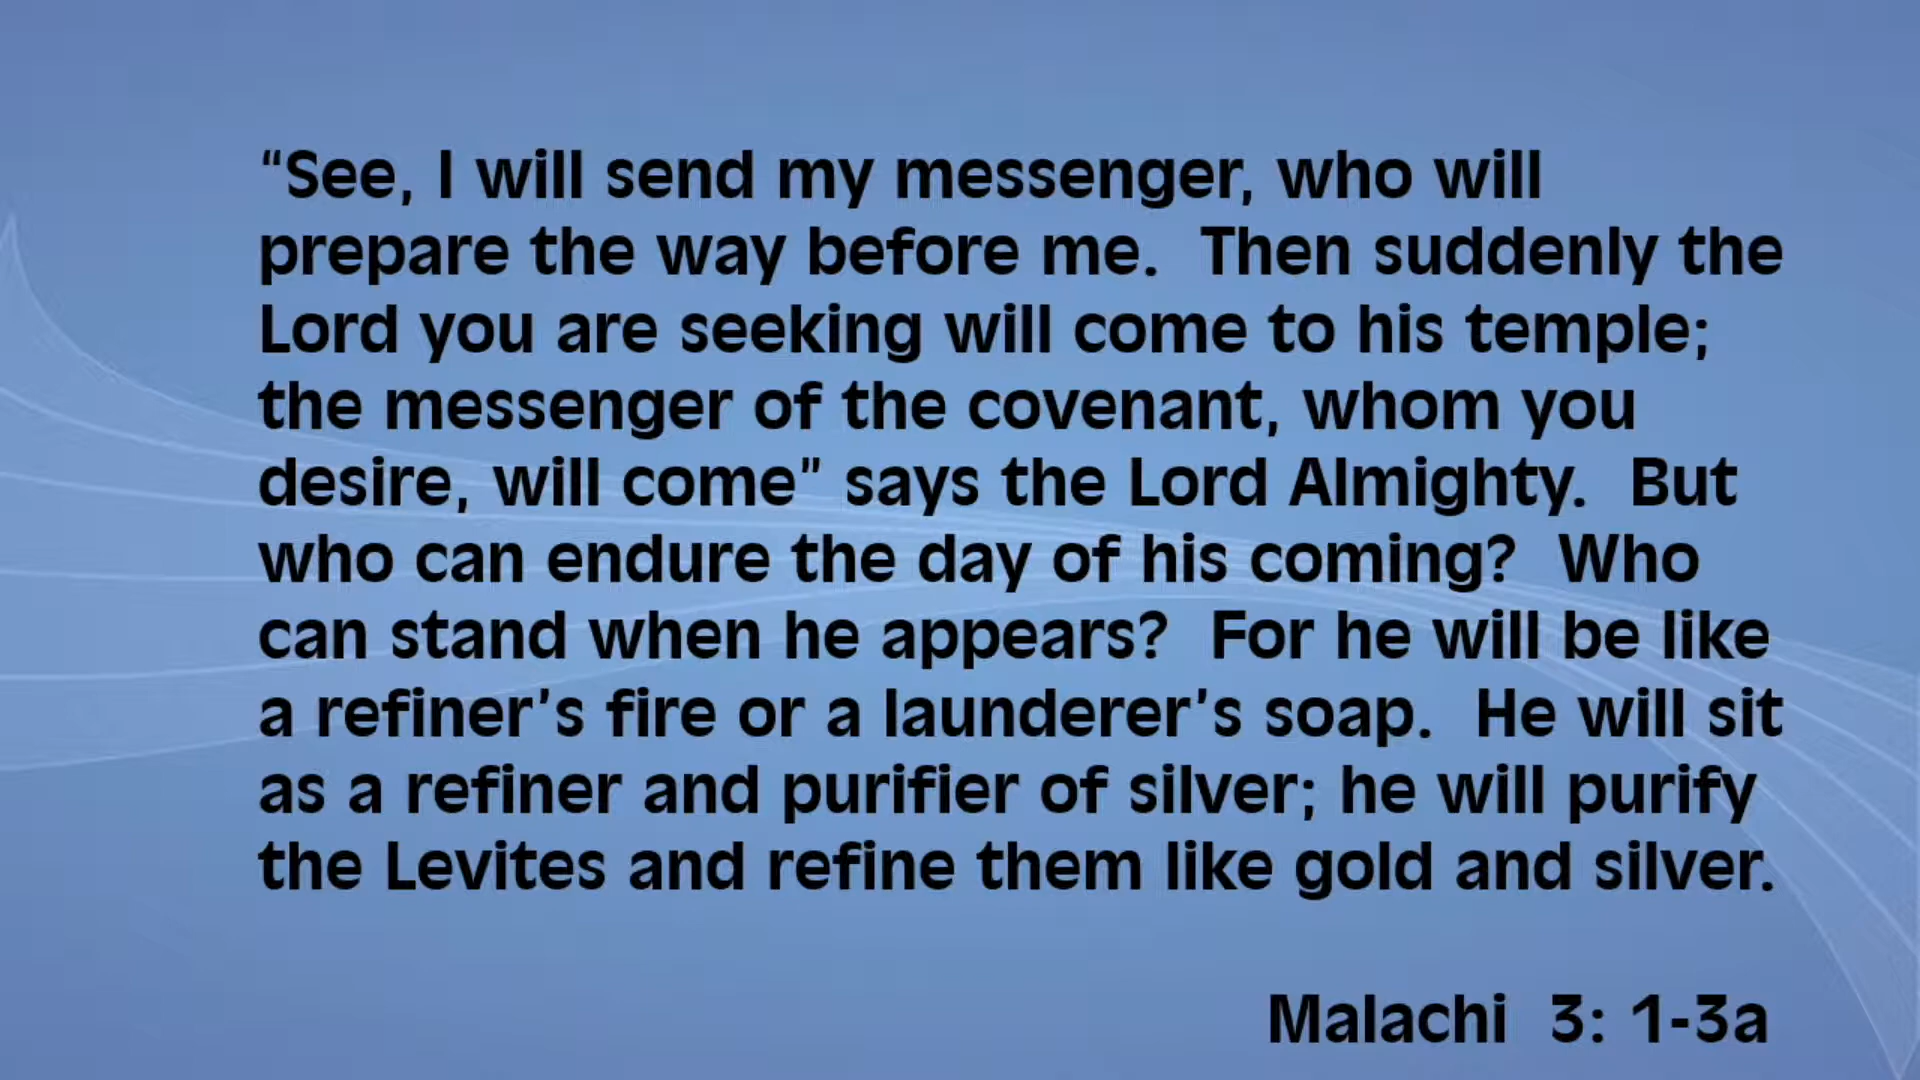 “See, I will send my messenger, who will
prepare the way before me.  Then suddenly the
Lord you are seeking will come to his temple;
the messenger of the covenant, whom you
desire, will come” says the Lord Almighty.  But
who can endure the day of his coming?  Who
can stand when he appears?  For he will be like
a refiner’s fire or a launderer’s soap.  He will sit
as a refiner and purifier of silver; he will purify
the Levites and refine them like gold and silver.
Malachi  3: 1-3a